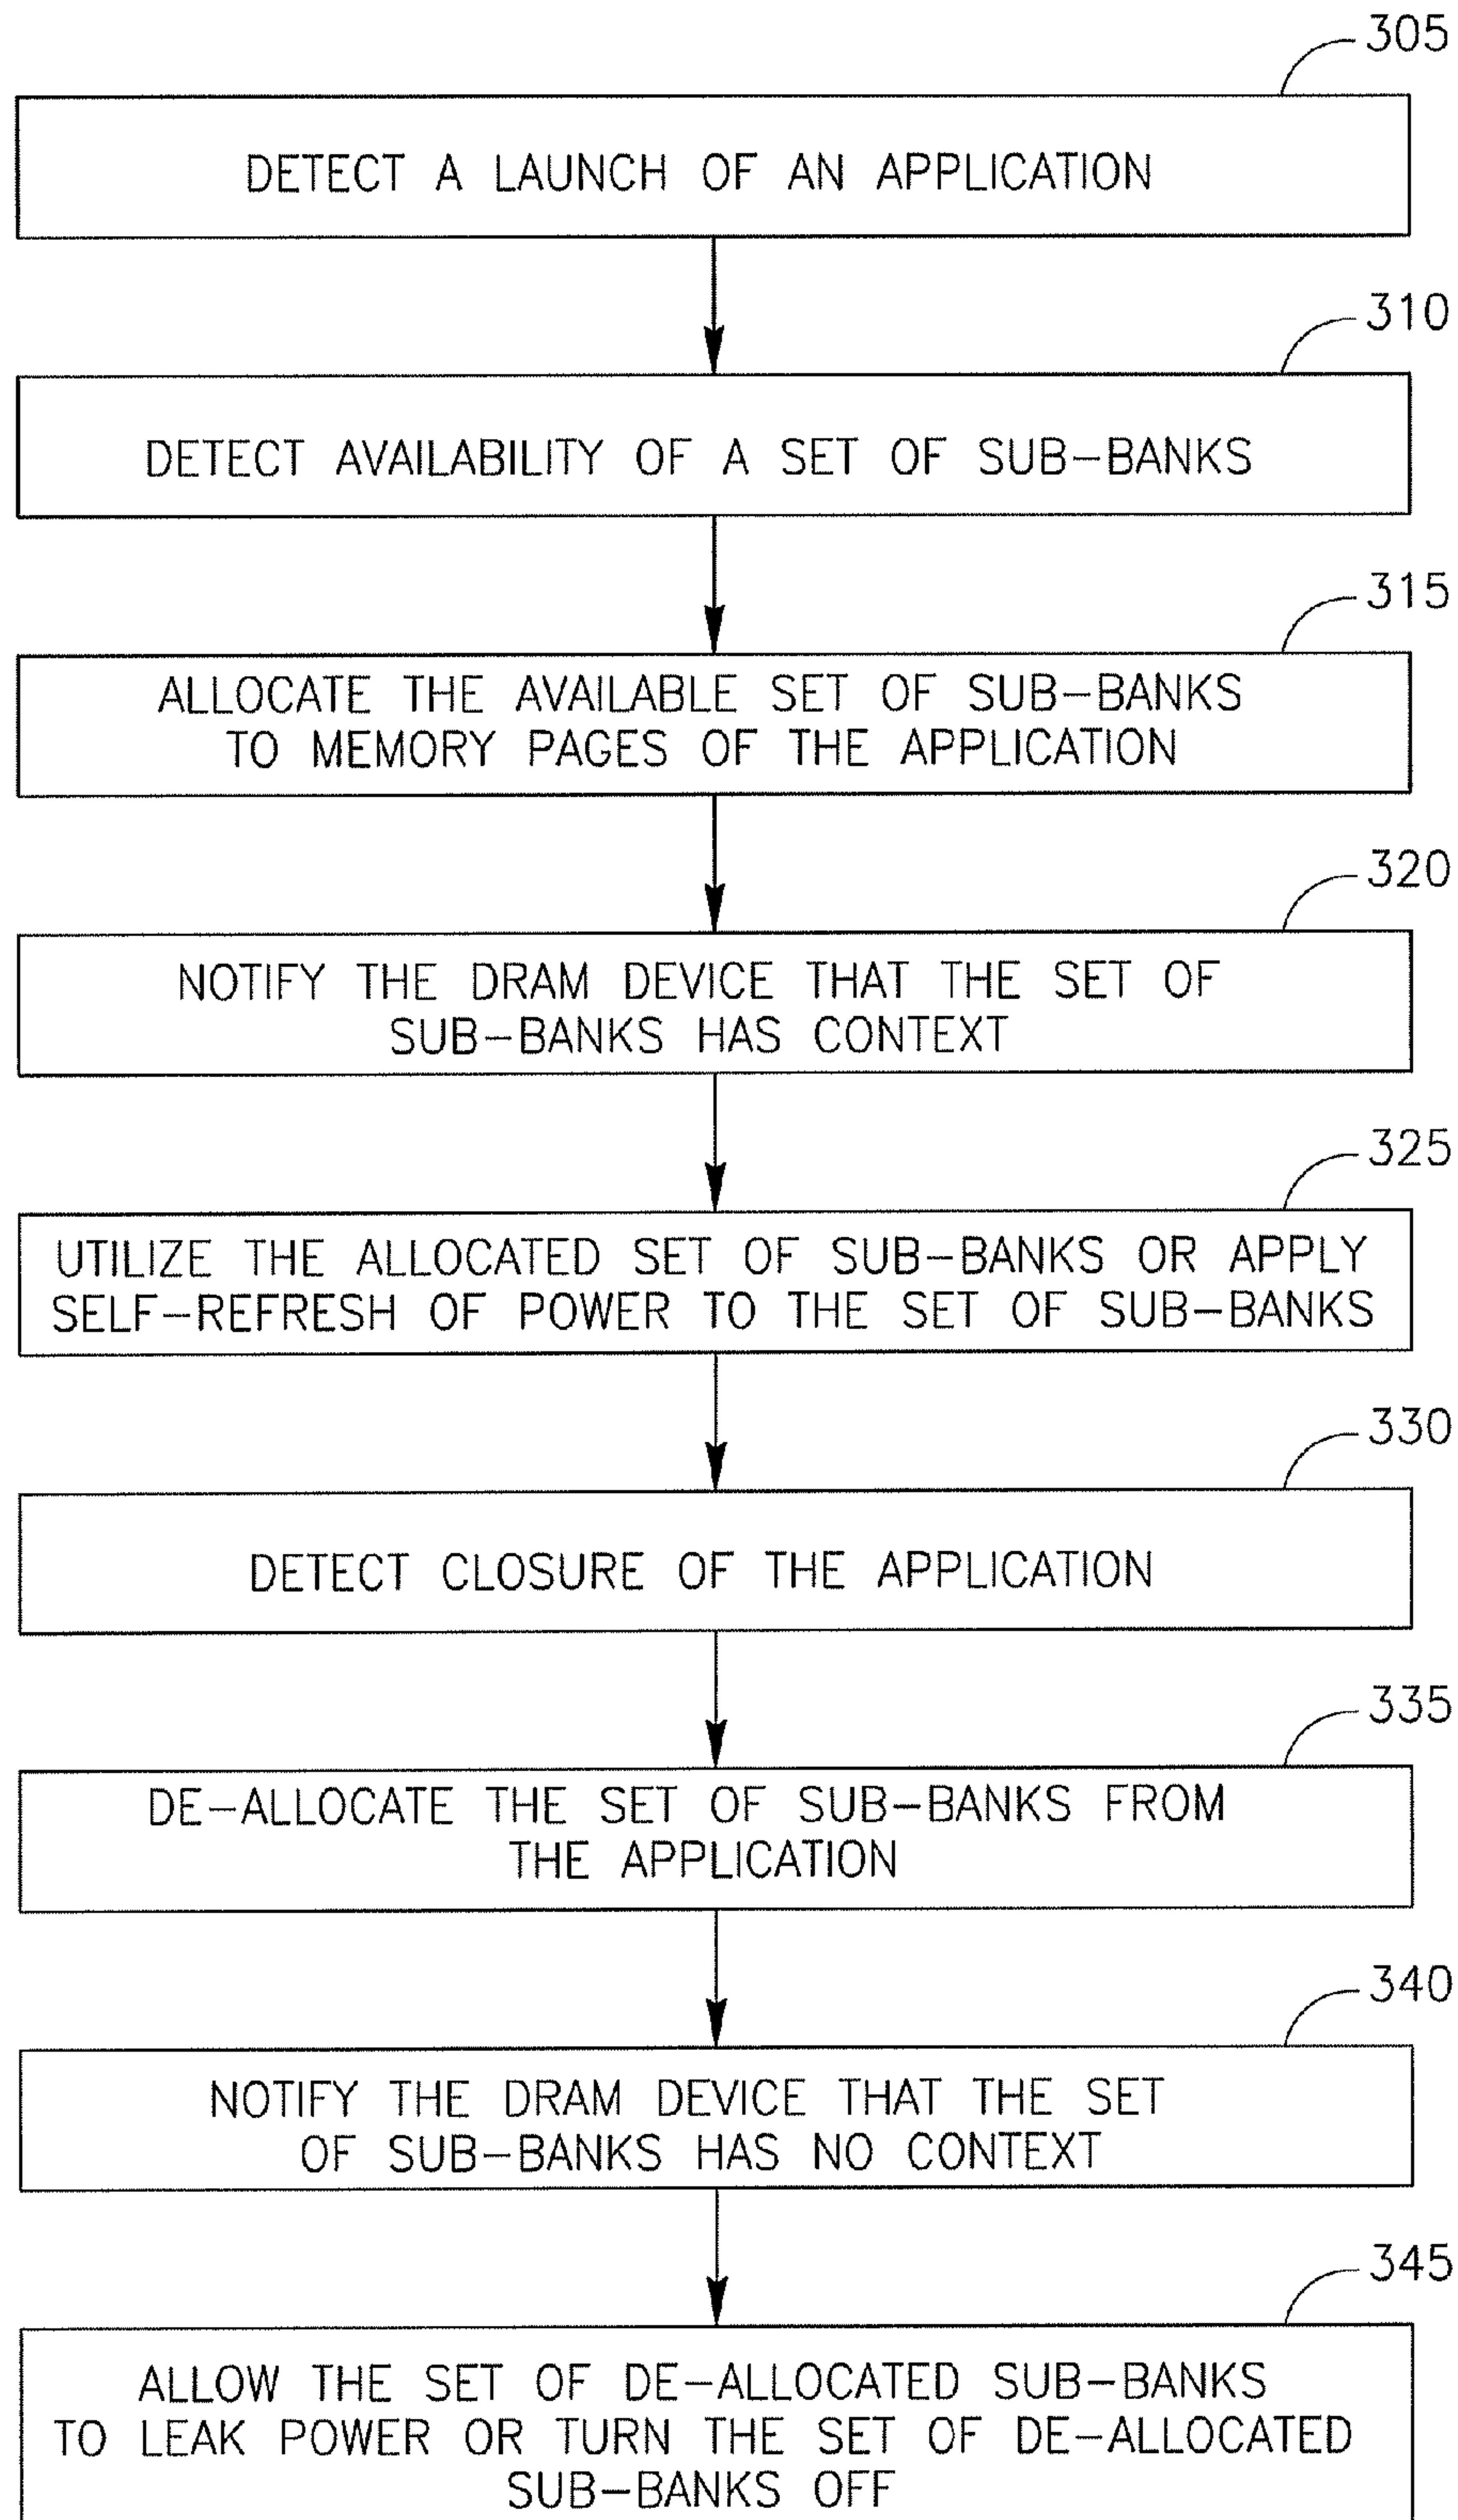 305
DETECT A LAUNCH OF AN APPLICATION
310
DETECT AVAILABILITY OF A SET OF SUB-BANKS
315
ALLOCATE THE AVAILABLE SET OF SUB-BANKS
TO MEMORY PAGES OF THE APPLICATION
320
NOTIFY THE DRAM DEVICE THAT THE SET OF
SUB-BANKS HAS CONTEXT
325
UTILIZE THE ALLOCATED SET OF SUB-BANKS OR APPLY
SELF-REFRESH OF POWER TO THE SET OF SUB-BANKS
330
DETECT CLOSURE OF THE APPLICATION
335
DE-ALLOCATE THE SET OF SUB-BANKS FROM
THE APPLICATION
340
NOTIFY THE DRAM DEVICE THAT THE SET
OF SUB-BANKS HAS NO CONTEXT
345
ALLOW THE SET OF DE-ALLOCATED SUB-BANKS
TO LEAK POWER OR TURN THE SET OF DE-ALLOCATED
SUB-BANKS OFF